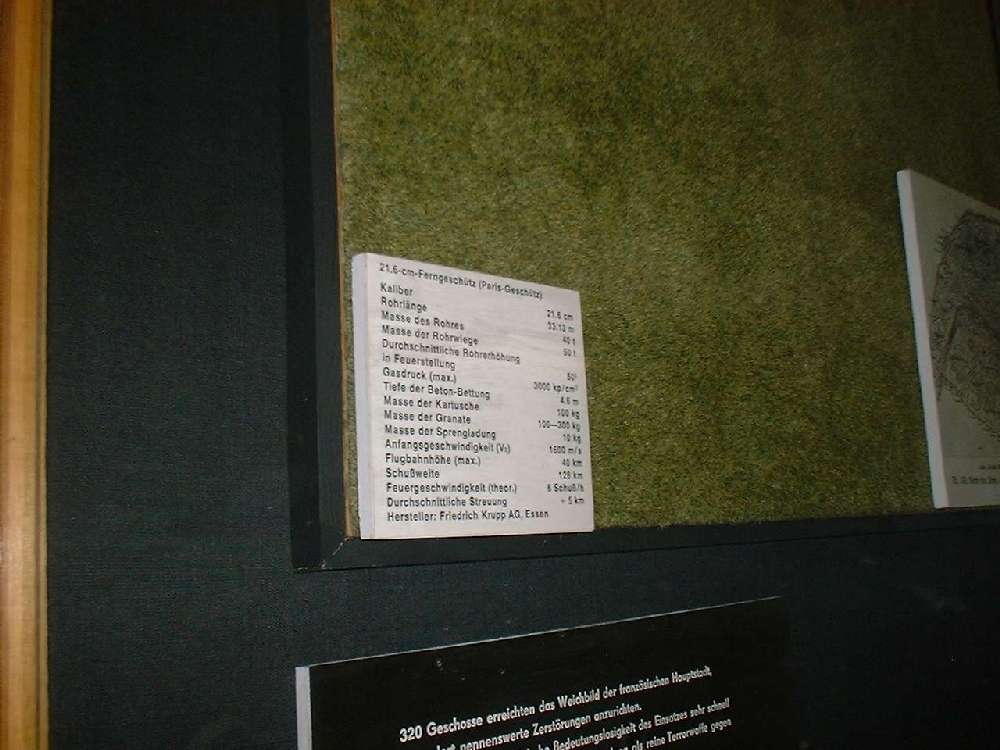 21,6-cm-Ferngeschütz (Paris-Geschütz)
Kaliber 21,6 cm
Rohrlänge 33,13 m
Masse des Rohres 40 t
Masse der Rohrwiege 50 t
Durchschnittliche Rohrerhöhung
in Feuerstellung 50°
Gasdruck (max.) 3000 kp/cm²
Tiefe der Beton-Bettung 4,6 m
Masse der Kartusche 100 kg
Masse der Granate 100—300 kg
Masse der Sprengladung 10 kg
Anfangsgeschwindigkeit (V₀) 1600 m/s
Flugbahnhöhe (max.) 40 km
Schußweite 128 km
Feuergeschwindigkeit (theor.) 8 Schuß/h
Durchschnittliche Streuung 5 km
Hersteller: Friedrich Krupp AG, Essen
320 Geschosse erreichten das Weichbild der französischen Hauptstadt,
dort nennenswerte Zerstörungen anzurichten.
Bedeutungslosigkeit des Einsatzes sehr schnell
als reine Terrorwaffe gegen